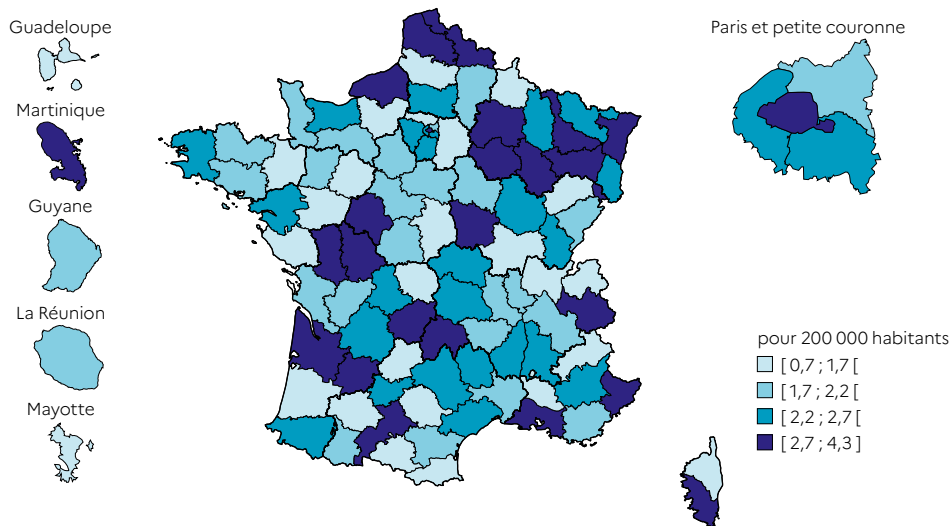 Guadeloupe
Martinique
Guyane
La Réunion
Mayotte
Paris et petite couronne
pour 200 000 habitants
[ 0,7 ; 1,7 [
[ 1,7 ; 2,2 [
[ 2,2 ; 2,7 [
[ 2,7 ; 4,3 ]